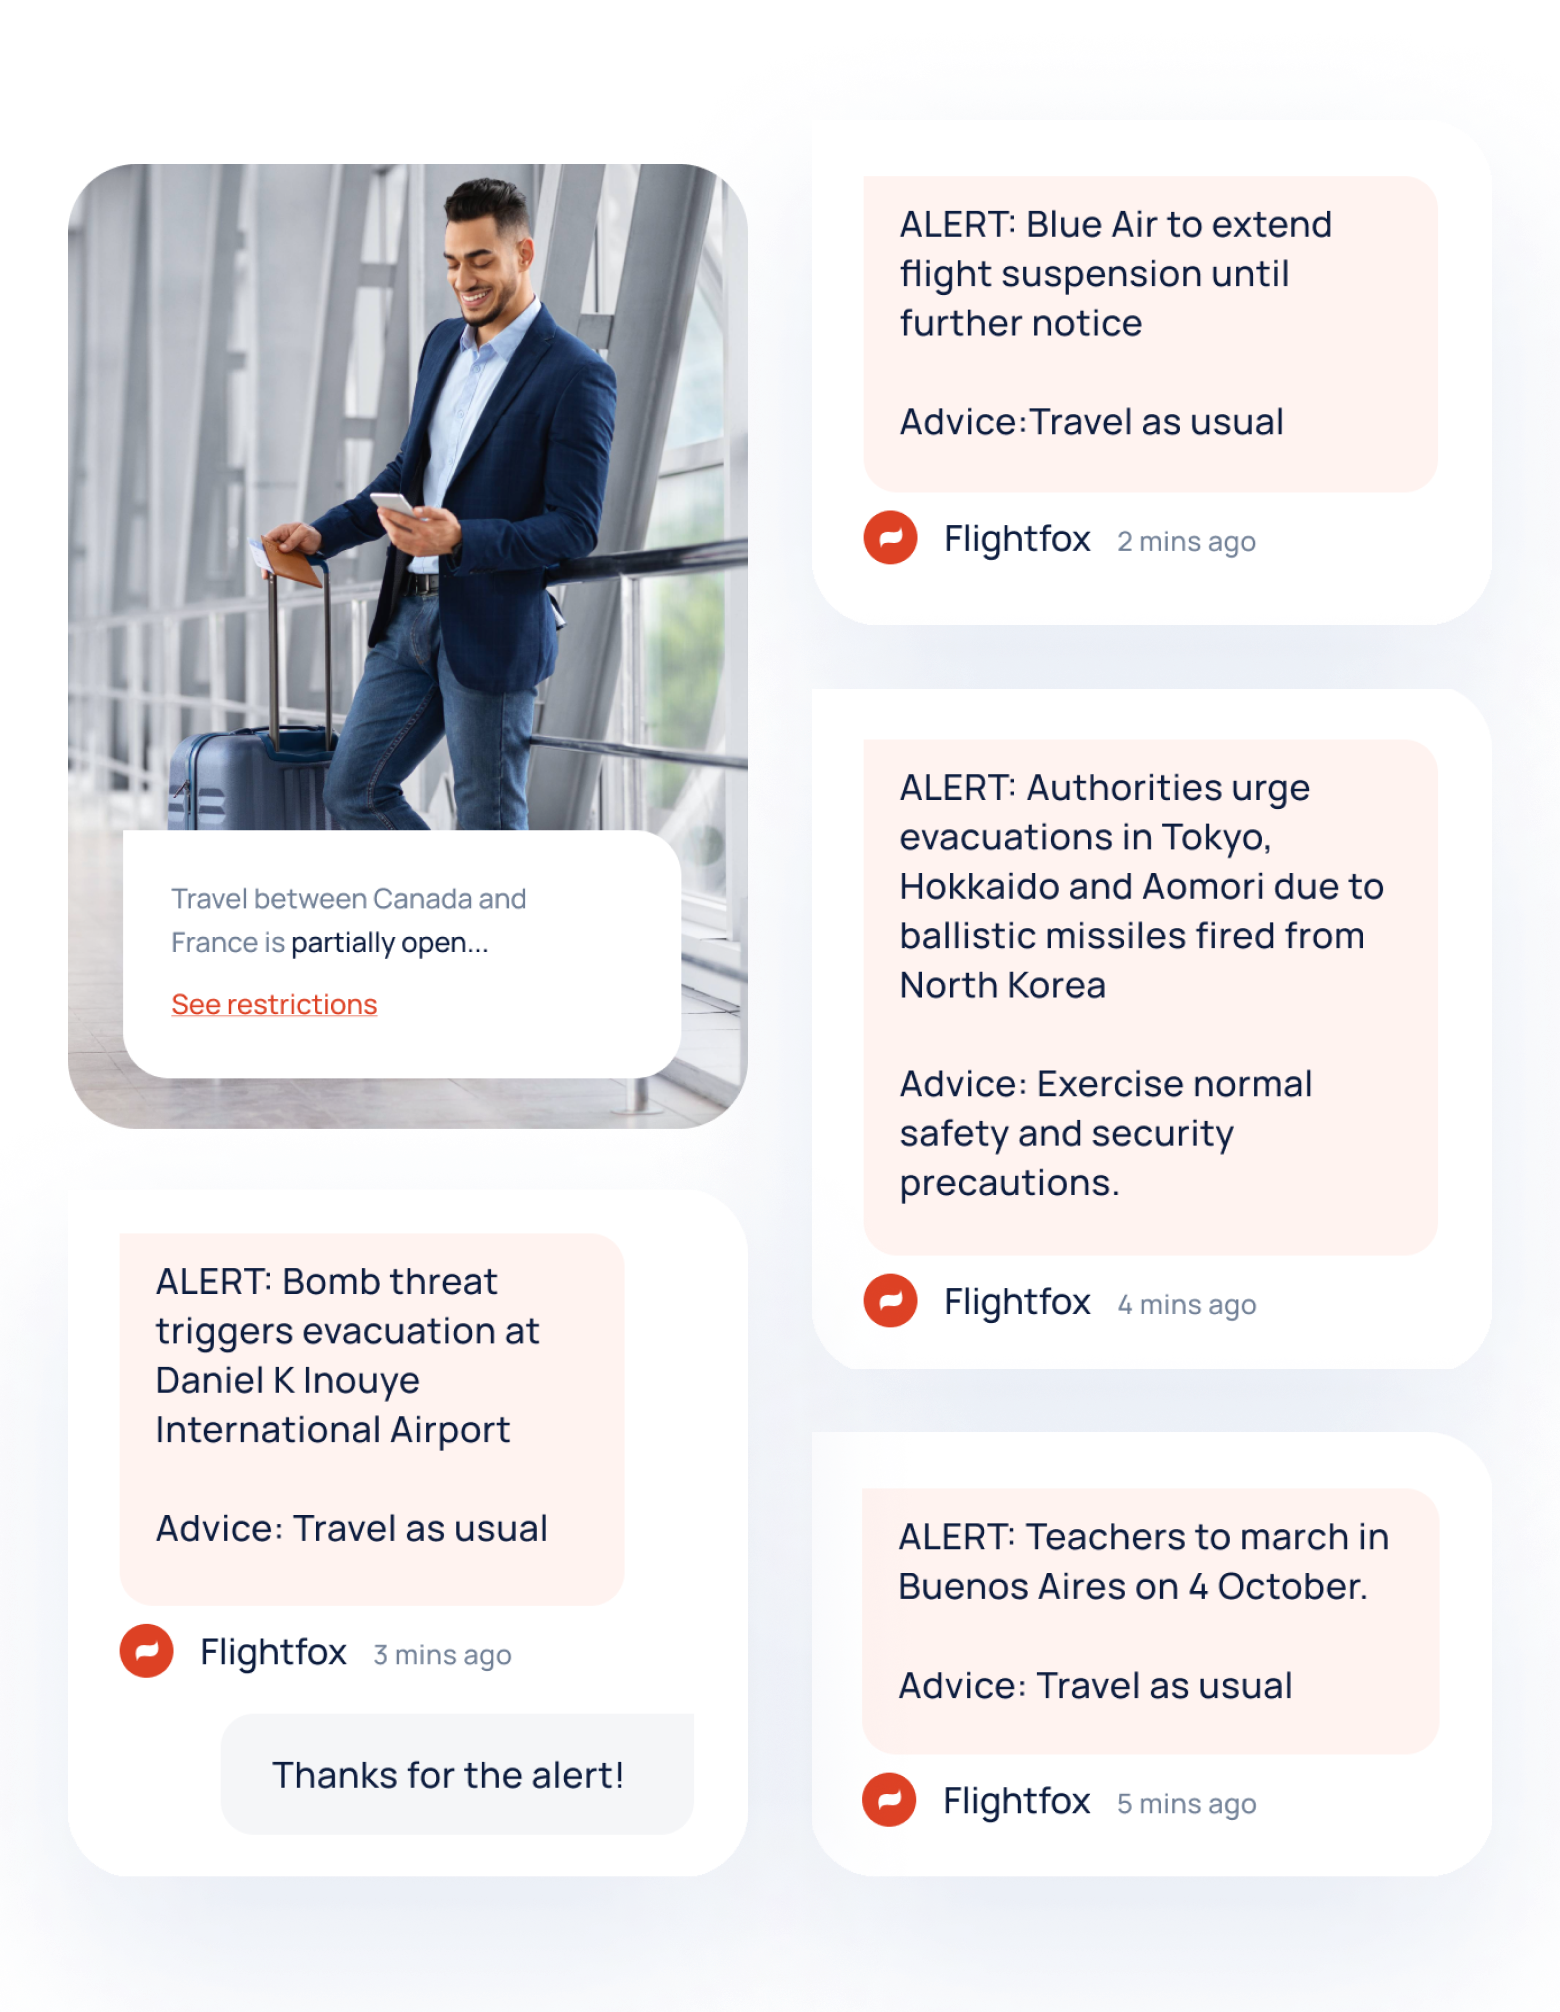 Travel between Canada and
France is partially open...
See restrictions
ALERT: Bomb threat
triggers evacuation at
Daniel K Inouye
International Airport
Advice: Travel as usual
Flightfox 3 mins ago
Thanks for the alert!
ALERT: Blue Air to extend
flight suspension until
further notice
Advice:Travel as usual
Flightfox 2 mins ago
ALERT: Authorities urge
evacuations in Tokyo,
Hokkaido and Aomori due to
ballistic missiles fired from
North Korea
Advice: Exercise normal
safety and security
precautions.
Flightfox 4 mins ago
ALERT: Teachers to march in
Buenos Aires on 4 October.
Advice: Travel as usual
Flightfox 5 mins ago